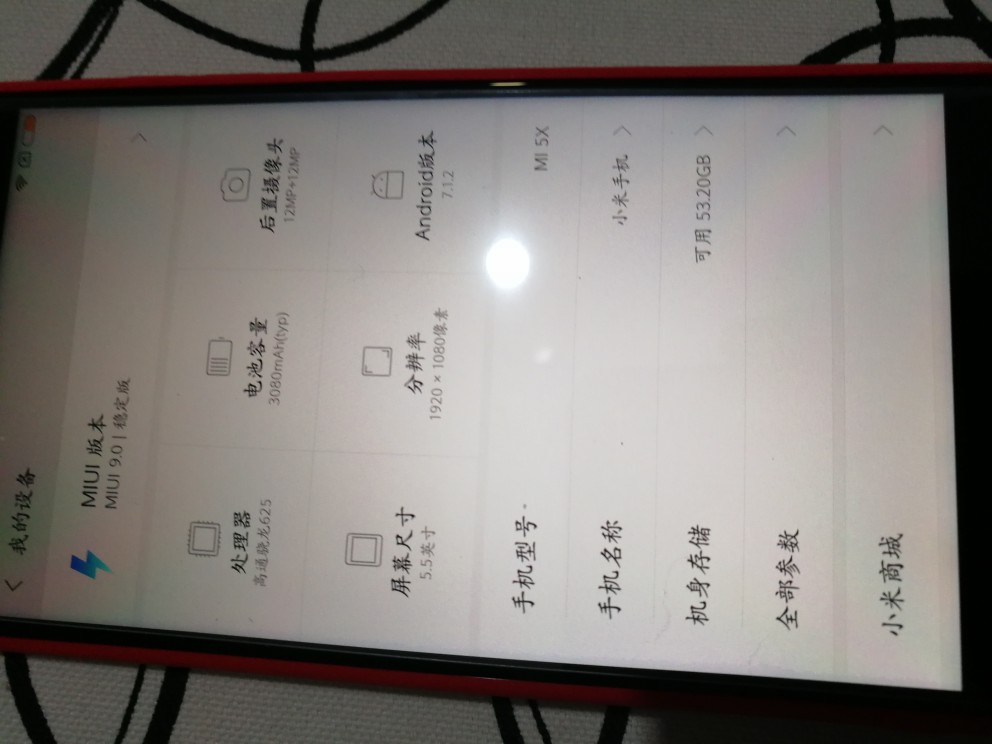 我的设备
MIUI 版本
MIUI 9.0 | 稳定版
处理器
高通骁龙625
电池容量
3080mAh(typ)
后置摄像头
12MP+12MP
屏幕尺寸
5.5英寸
分辨率
1920 × 1080像素
Android版本
7.1.2
手机型号
MI 5X
手机名称
小米手机
机身存储
可用 53.20GB
全部参数
小米商城